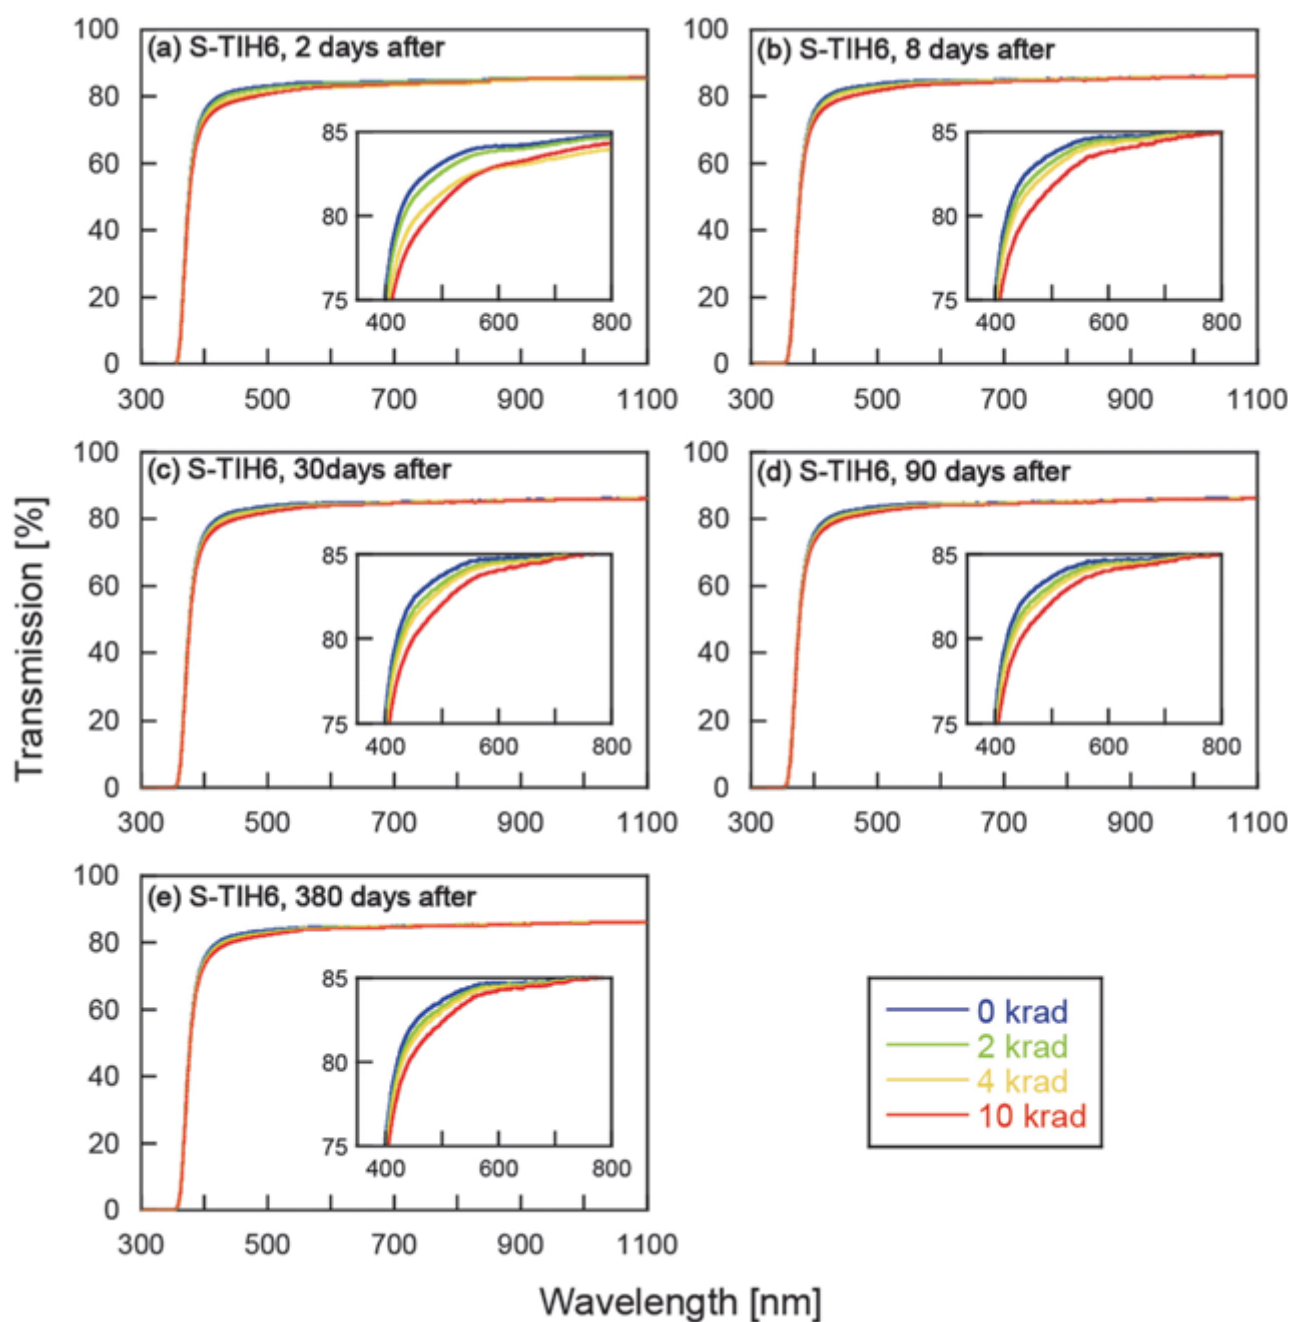 (a) S-TIH6, 2 days after
100
80
60
40
20
0
300 500 700 900 1100
85
80
75
400 600 800
(b) S-TIH6, 8 days after
100
80
60
40
20
0
300 500 700 900 1100
85
80
75
400 600 800
(c) S-TIH6, 30days after
100
80
60
40
20
0
300 500 700 900 1100
85
80
75
400 600 800
(d) S-TIH6, 90 days after
100
80
60
40
20
0
300 500 700 900 1100
85
80
75
400 600 800
(e) S-TIH6, 380 days after
100
80
60
40
20
0
300 500 700 900 1100
85
80
75
400 600 800
0 krad
2 krad
4 krad
10 krad
Transmission [%]
Wavelength [nm]